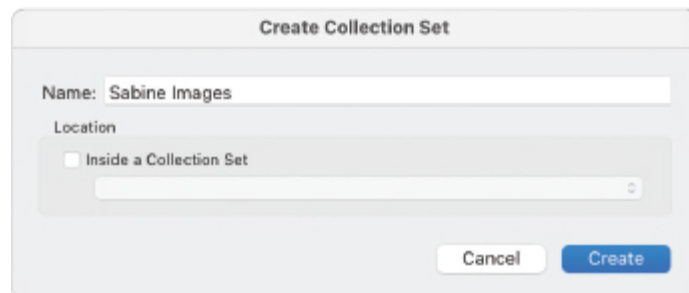 Create Collection Set
Name: Sabine Images
Location
Inside a Collection Set
Cancel Create